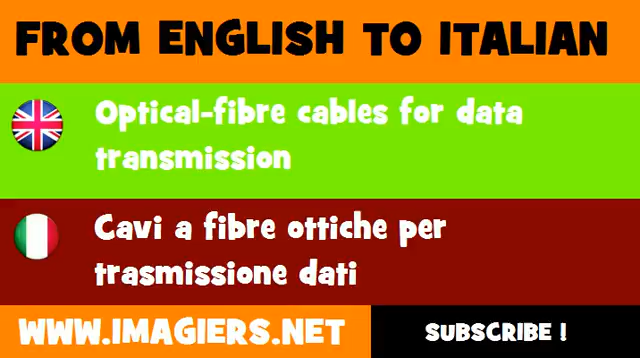 FROM ENGLISH TO ITALIAN
Optical-fibre cables for data
transmission
Cavi a fibre ottiche per
trasmissione dati
WWW.IMAGIERS.NET
SUBSCRIBE !